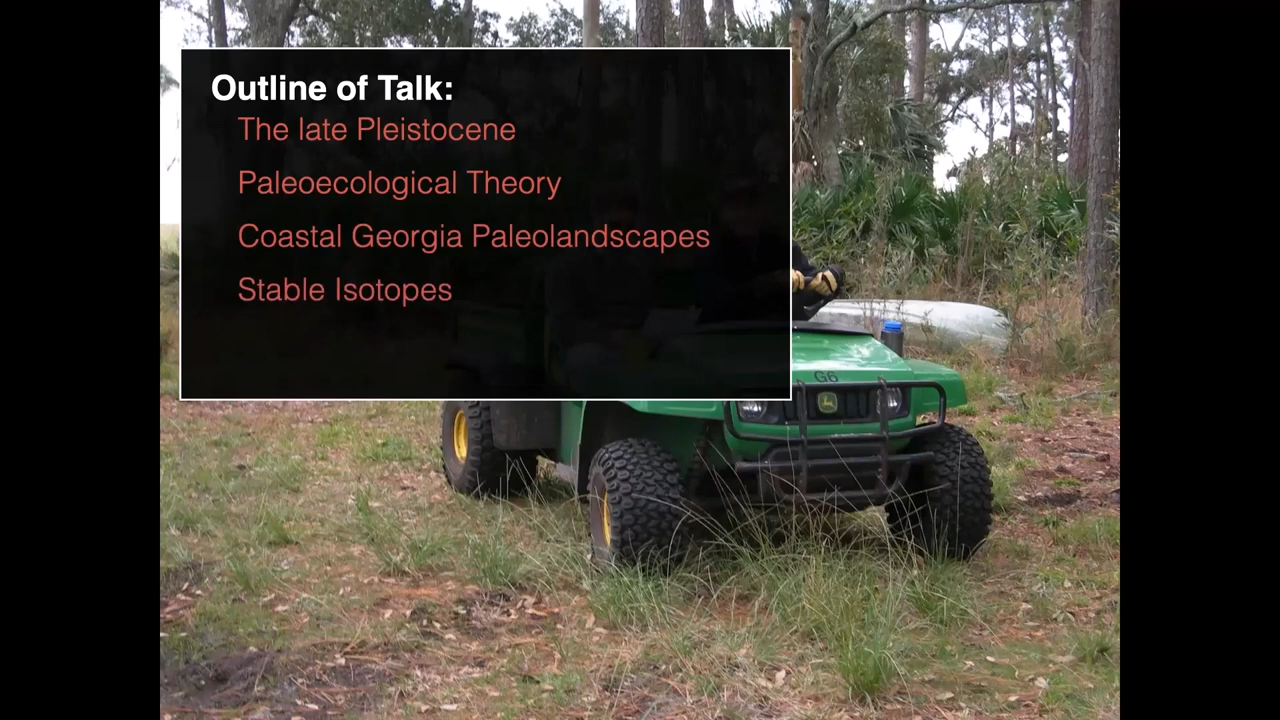 Outline of Talk:
The late Pleistocene
Paleoecological Theory
Coastal Georgia Paleolandscapes
Stable Isotopes
G6